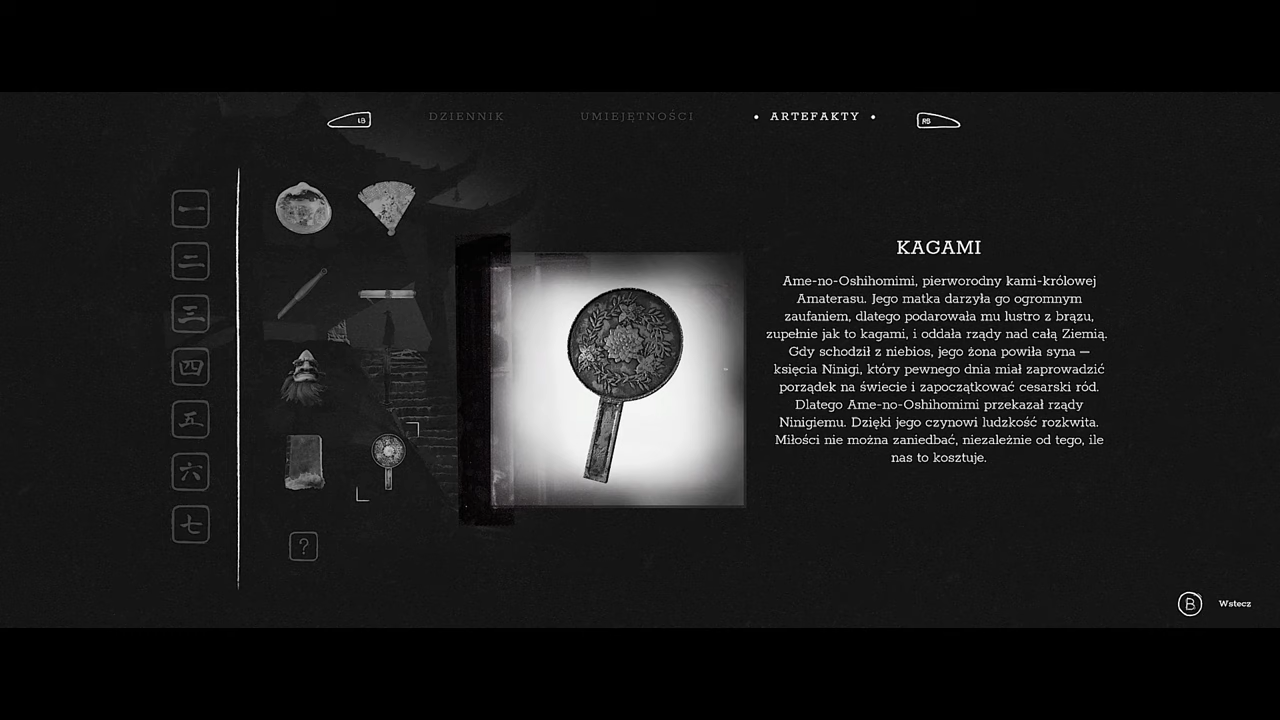 LB
DZIENNIK
UMIEJĘTNOŚCI
• ARTEFAKTY •
RB
一
二
三
四
五
六
七
?
KAGAMI
Ame-no-Oshihomimi, pierworodny kami-królowej
Amaterasu. Jego matka darzyła go ogromnym
zaufaniem, dlatego podarowała mu lustro z brązu,
zupełnie jak to kagami, i oddała rządy nad całą Ziemią.
Gdy schodził z niebios, jego żona powiła syna —
księcia Ninigi, który pewnego dnia miał zaprowadzić
porządek na świecie i zapoczątkować cesarski ród.
Dlatego Ame-no-Oshihomimi przekazał rządy
Ninigiemu. Dzięki jego czynowi ludzkość rozkwita.
Miłości nie można zaniedbać, niezależnie od tego, ile
nas to kosztuje.
B
Wstecz